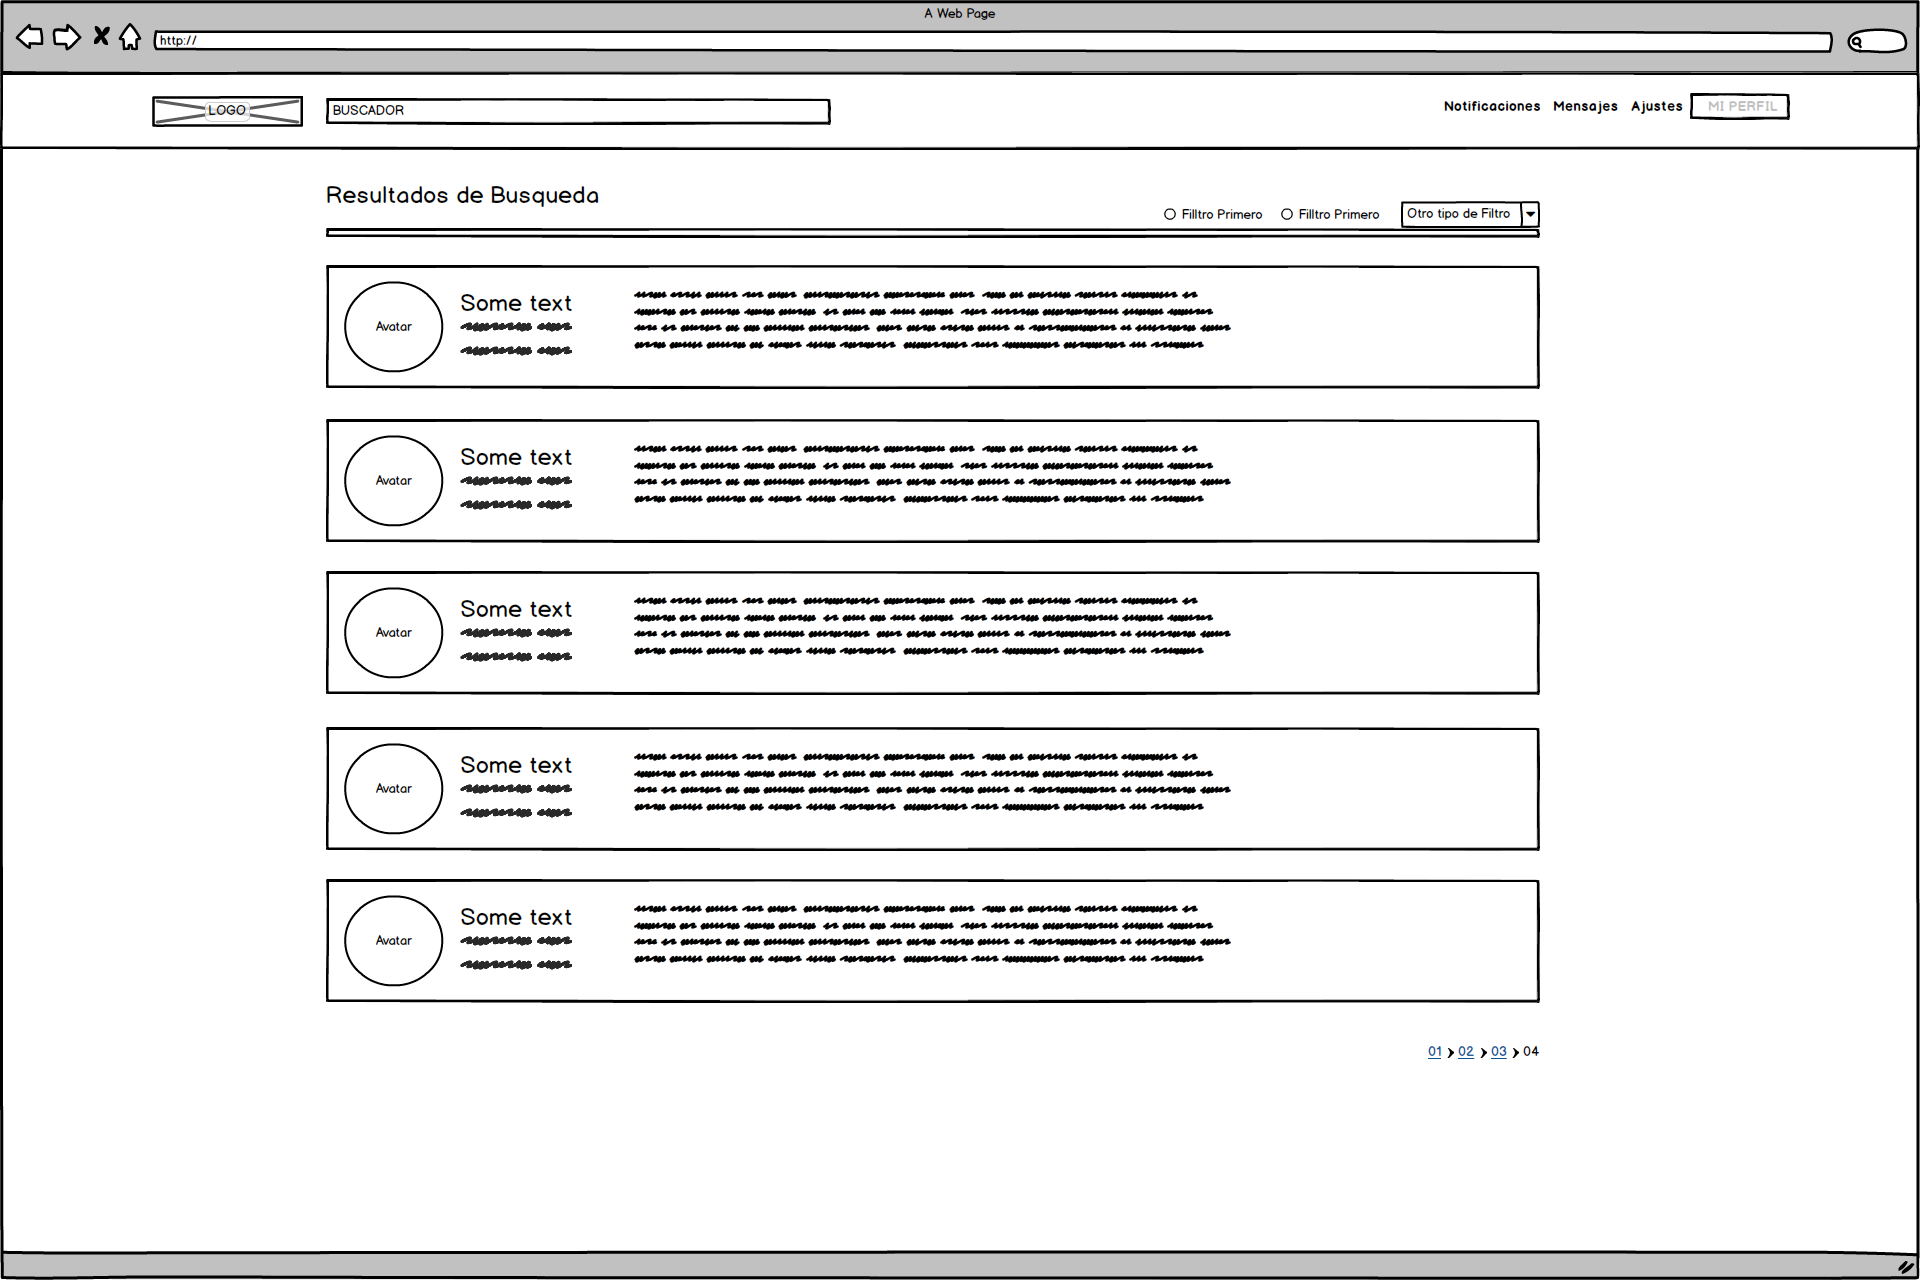 A Web Page
http://
LOGO
BUSCADOR
Notificaciones Mensajes Ajustes MI PERFIL
Resultados de Busqueda
Filltro Primero Filltro Primero Otro tipo de Filtro
Avatar
Some text
Avatar
Some text
Avatar
Some text
Avatar
Some text
Avatar
Some text
01 > 02 > 03 > 04